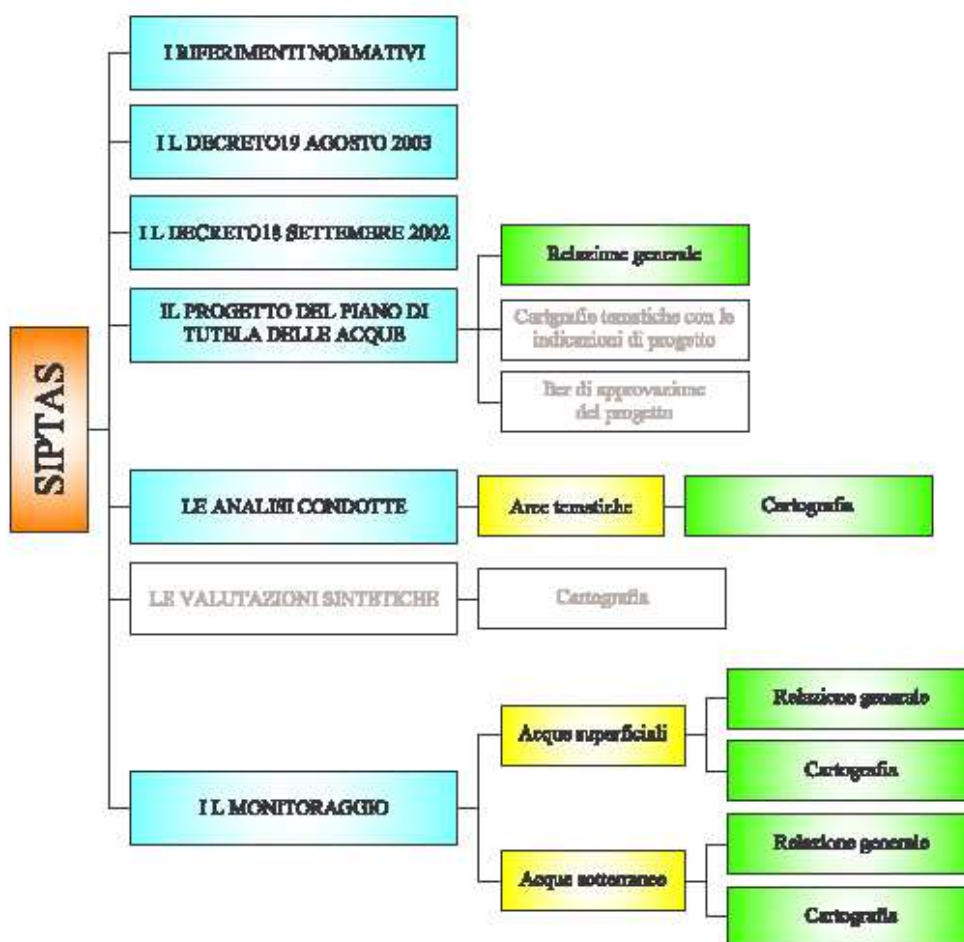 SIPTAS
I RIFERIMENTI NORMATIVI
I L DECRETO19 AGOSTO 2003
I L DECRETO18 SETTEMBRE 2002
IL PROGETTO DEL PIANO DI
TUTELA DELLE ACQUE
Relazione generale
Cartgrafie tematiche con le
indicazioni di progetto
Iter di approvazione
del progetto
LE ANALISI CONDOTTE
Aree tematiche
Cartografia
LE VALUTAZIONI SINTETICHE
Cartografia
I L MONITORAGGIO
Acque superficiali
Relazione generale
Cartografia
Acque sotterranee
Relazione generale
Cartografia